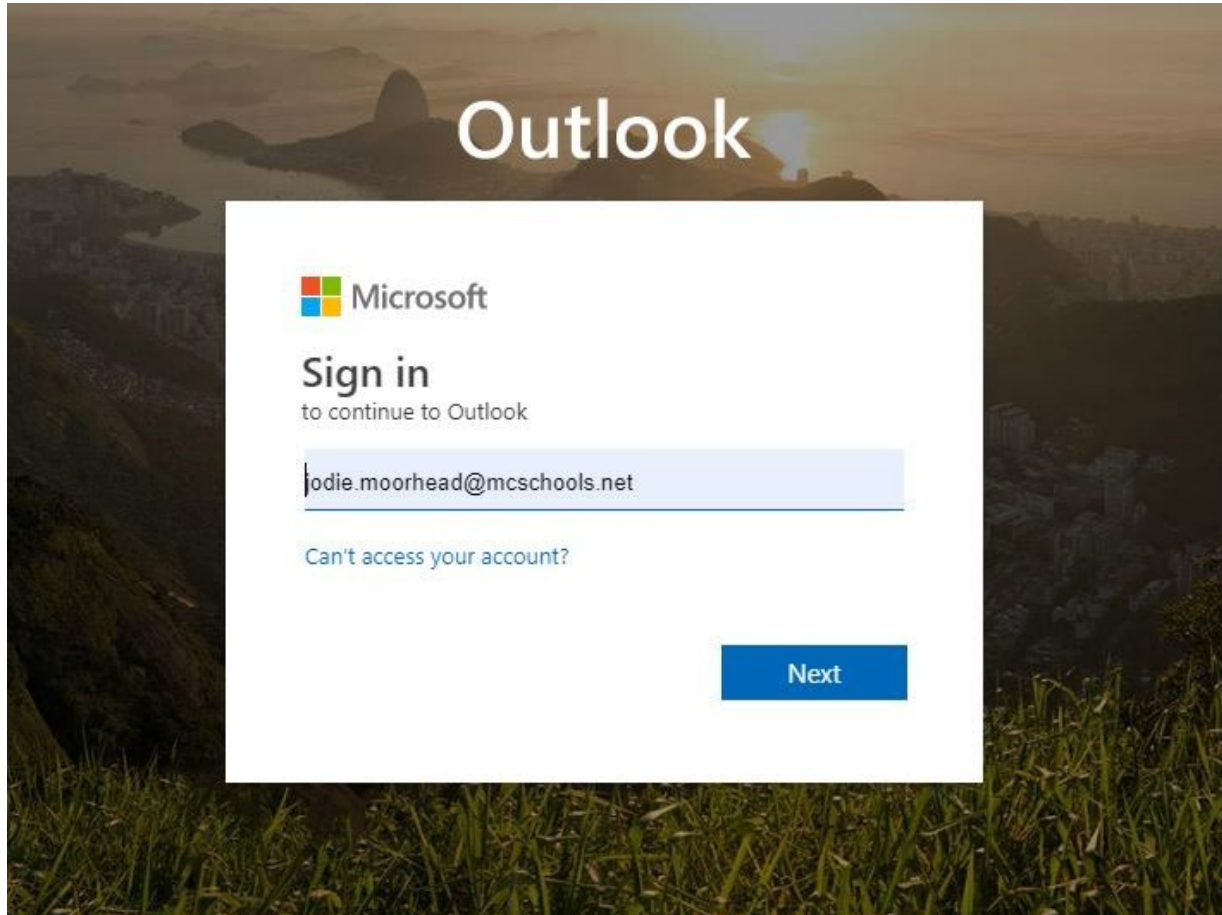 Outlook
Microsoft
Sign in
to continue to Outlook
jodie.moorhead@mcschools.net
Can't access your account?
Next